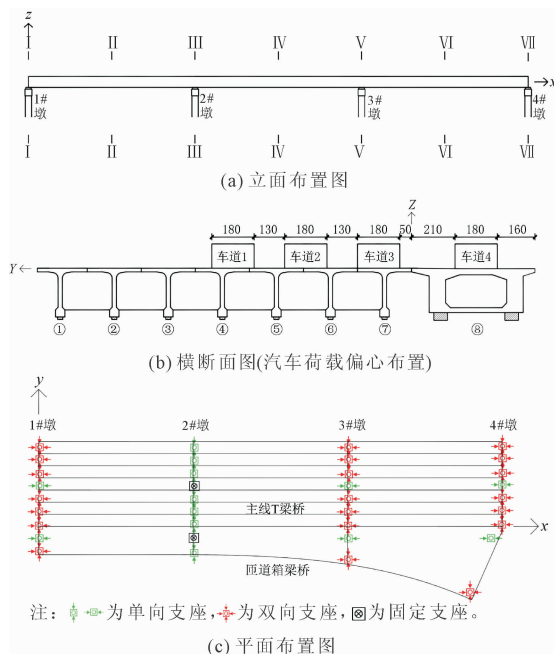 z
Ⅰ Ⅱ Ⅲ Ⅳ Ⅴ Ⅵ Ⅶ
x
1#墩 2#墩 3#墩 4#墩
Ⅰ Ⅱ Ⅲ Ⅳ Ⅴ Ⅵ Ⅶ
(a) 立面布置图
Z
180 130 180 130 180 50 210 180 160
车道1 车道2 车道3 车道4
Y
① ② ③ ④ ⑤ ⑥ ⑦ ⑧
(b) 横断面图(汽车荷载偏心布置)
y
1#墩 2#墩 3#墩 4#墩
主线T梁桥
x
匝道箱梁桥
注: 为单向支座, 为双向支座, 为固定支座。
(c) 平面布置图